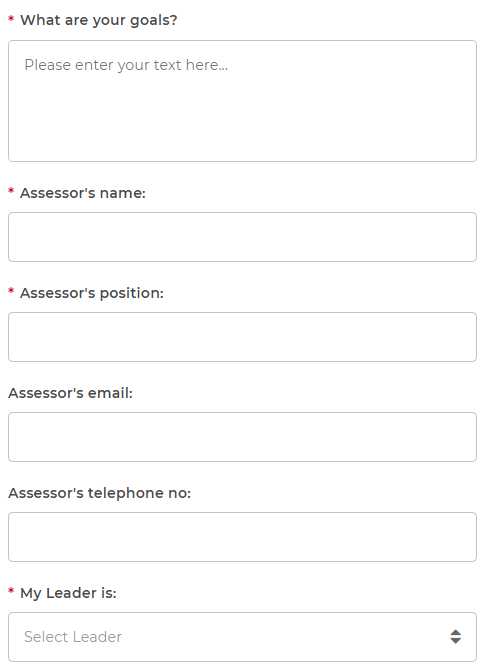 * What are your goals?
Please enter your text here...
* Assessor's name:
* Assessor's position:
Assessor's email:
Assessor's telephone no:
* My Leader is:
Select Leader